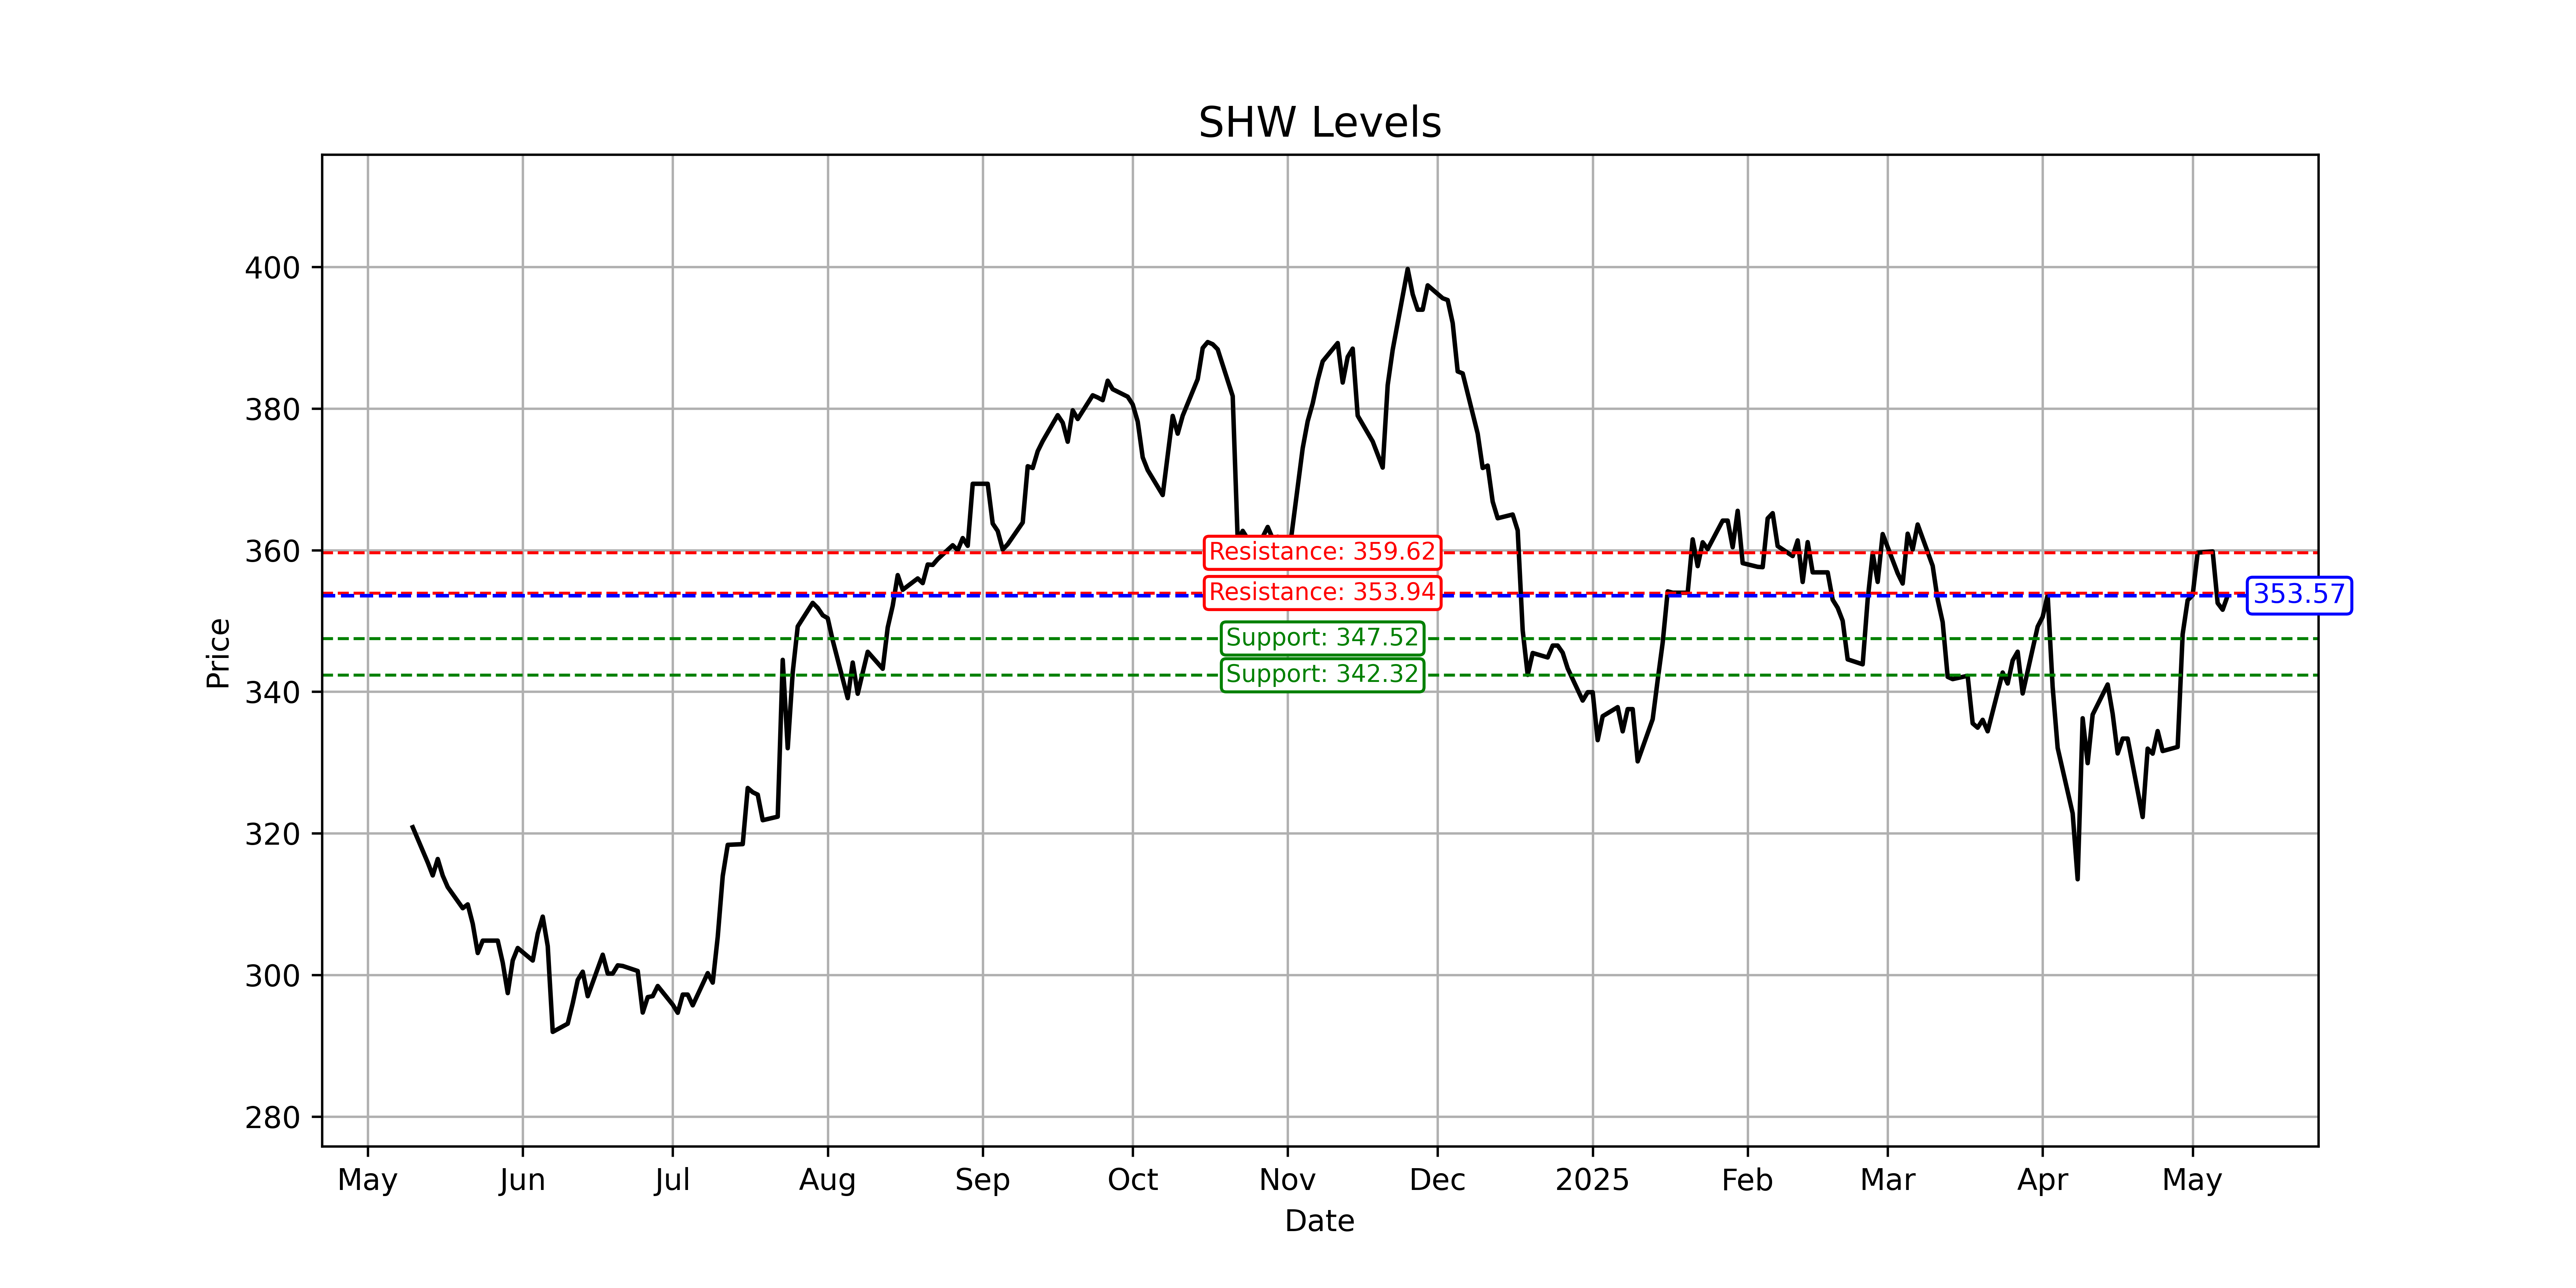 SHW Levels
Price
400
380
360
340
320
300
280
Resistance: 359.62
Resistance: 353.94
353.57
Support: 347.52
Support: 342.32
May Jun Jul Aug Sep Oct Nov Dec 2025 Feb Mar Apr May
Date